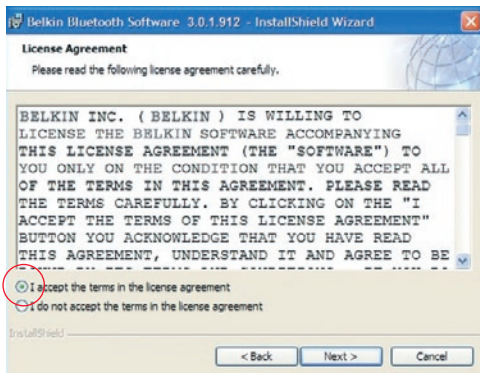 Belkin Bluetooth Software 3.0.1.912 - InstallShield Wizard
License Agreement
Please read the following license agreement carefully.
BELKIN INC. ( BELKIN ) IS WILLING TO
LICENSE THE BELKIN SOFTWARE ACCOMPANYING
THIS LICENSE AGREEMENT (THE "SOFTWARE") TO
YOU ONLY ON THE CONDITION THAT YOU ACCEPT ALL
OF THE TERMS IN THIS AGREEMENT. PLEASE READ
THE TERMS CAREFULLY. BY CLICKING ON THE "I
ACCEPT THE TERMS OF THIS LICENSE AGREEMENT"
BUTTON YOU ACKNOWLEDGE THAT YOU HAVE READ
THIS AGREEMENT, UNDERSTAND IT AND AGREE TO BE
I accept the terms in the license agreement
I do not accept the terms in the license agreement
InstallShield
< Back Next > Cancel